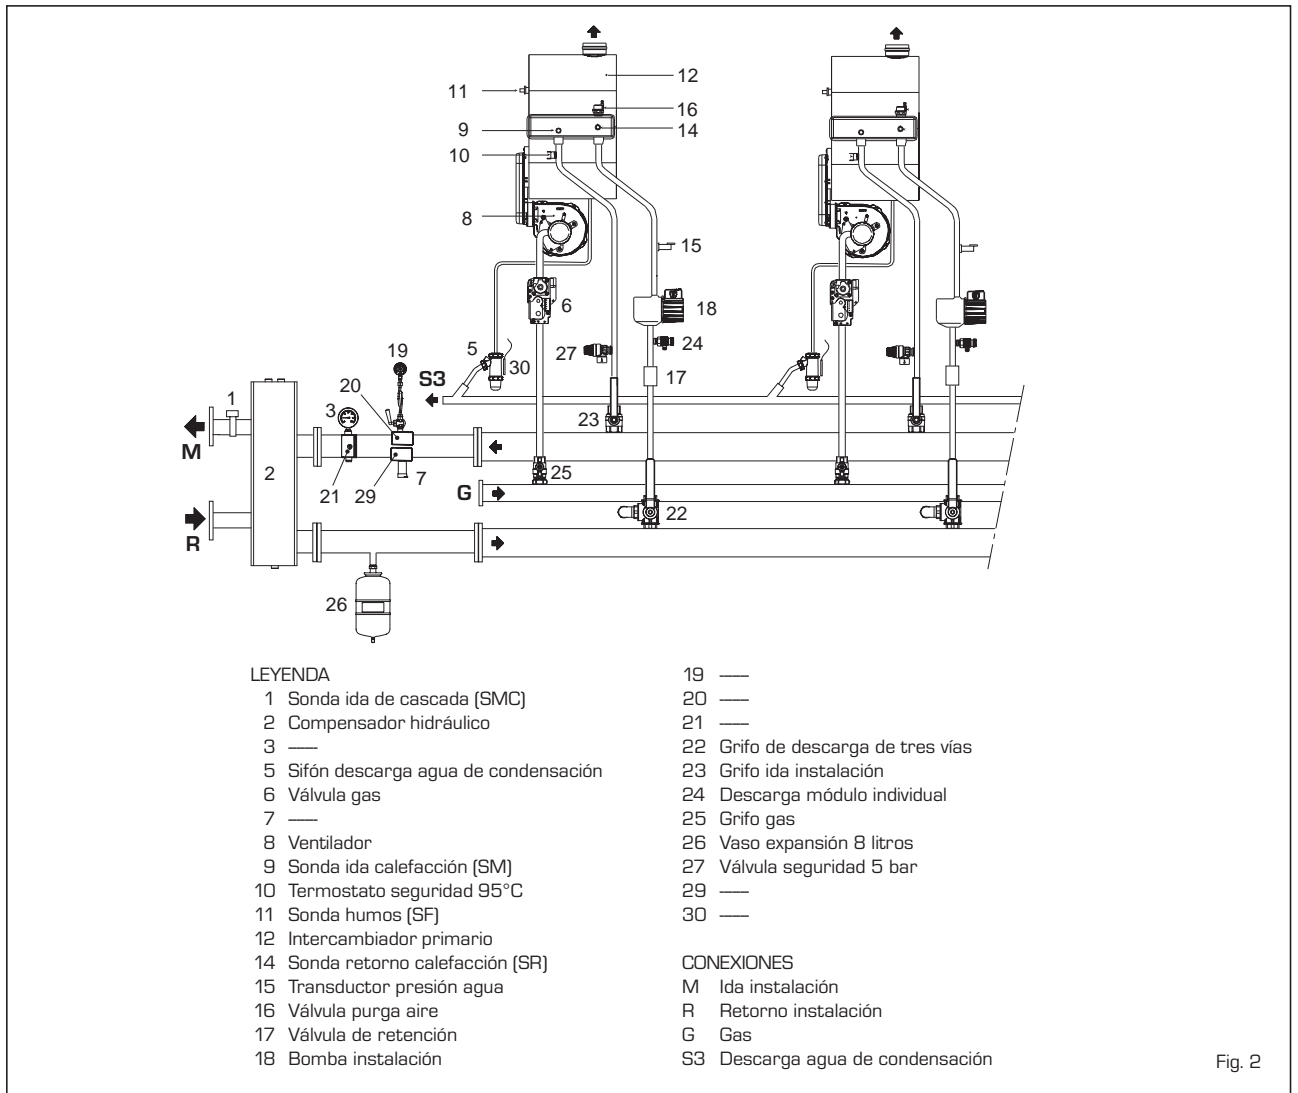 12
11
16
9
14
10
8
15
6
18
19
5
27
24
30
17
20
S3
1
3
23
M
2
21
29
7
25
G
22
R
26
LEYENDA
1 Sonda ida de cascada (SMC)
2 Compensador hidráulico
3 -----
5 Sifón descarga agua de condensación
6 Válvula gas
7 -----
8 Ventilador
9 Sonda ida calefacción (SM)
10 Termostato seguridad 95°C
11 Sonda humos (SF)
12 Intercambiador primario
14 Sonda retorno calefacción (SR)
15 Transductor presión agua
16 Válvula purga aire
17 Válvula de retención
18 Bomba instalación
19 -----
20 -----
21 -----
22 Grifo de descarga de tres vías
23 Grifo ida instalación
24 Descarga módulo individual
25 Grifo gas
26 Vaso expansión 8 litros
27 Válvula seguridad 5 bar
29 -----
30 -----
CONEXIONES
M Ida instalación
R Retorno instalación
G Gas
S3 Descarga agua de condensación
Fig. 2